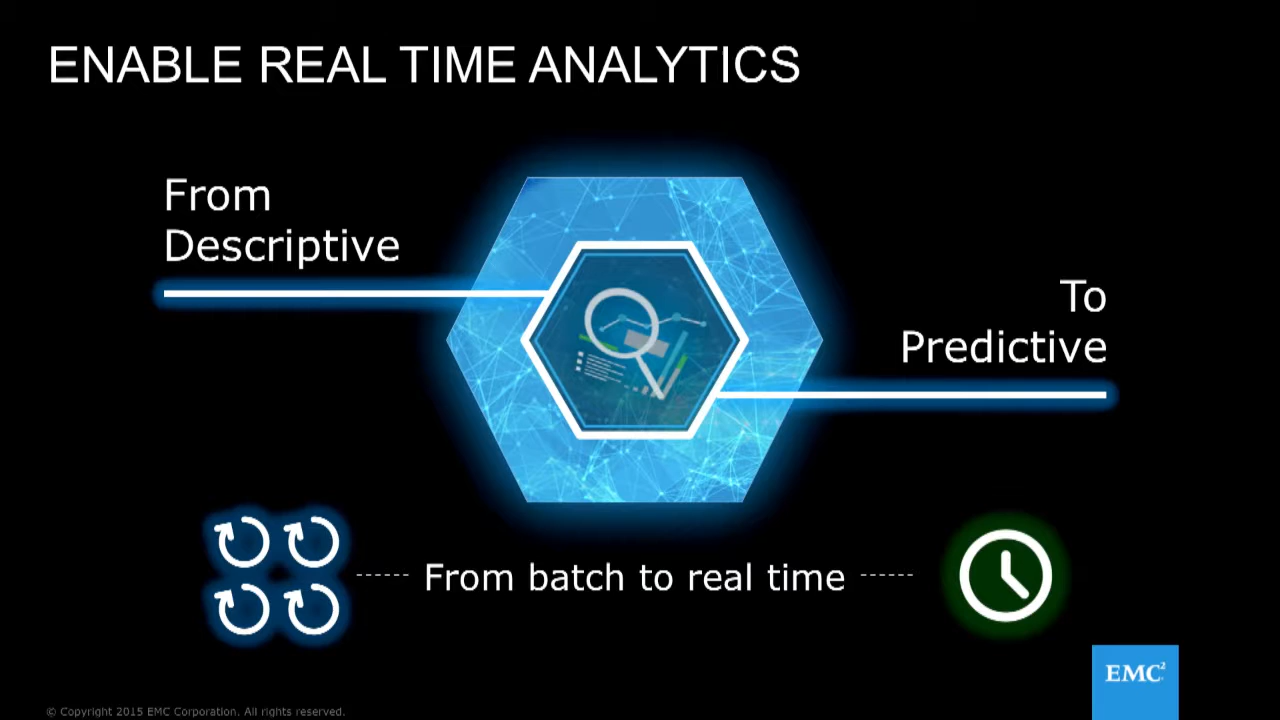 ENABLE REAL TIME ANALYTICS
From
Descriptive
To
Predictive
From batch to real time
EMC²
© Copyright 2015 EMC Corporation. All rights reserved.